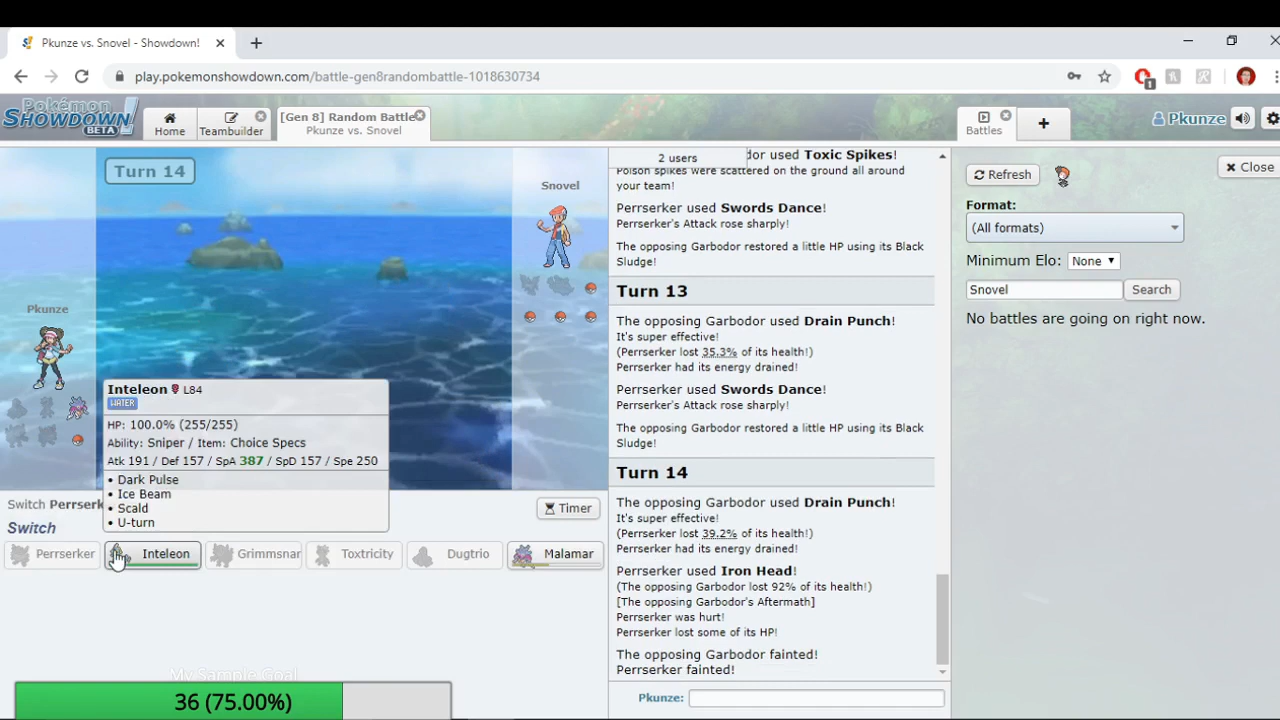 Pkunze vs. Snovel - Showdown!
play.pokemonshowdown.com/battle-gen8randombattle-1018630734
1
Pokémon
SHOWDOWN!
BETA
Home
Teambuilder
[Gen 8] Random Battle
Pkunze vs. Snovel
Battles
Pkunze
Turn 14
Snovel
Pkunze
Inteleon L84
WATER
HP: 100.0% (255/255)
Ability: Sniper / Item: Choice Specs
Atk 191 / Def 157 / SpA 387 / SpD 157 / Spe 250
• Dark Pulse
• Ice Beam
• Scald
• U-turn
Switch Perrserk
Timer
Switch
Perrserker
Inteleon
Grimmsnar
Toxtricity
Dugtrio
Malamar
My Sample Goal
36 (75.00%)
2 users
dor used Toxic Spikes!
Poison spikes were scattered on the ground all around
your team!
Perrserker used Swords Dance!
Perrserker's Attack rose sharply!
The opposing Garbodor restored a little HP using its Black
Sludge!
Turn 13
The opposing Garbodor used Drain Punch!
It's super effective!
(Perrserker lost 35.3% of its health!)
Perrserker had its energy drained!
Perrserker used Swords Dance!
Perrserker's Attack rose sharply!
The opposing Garbodor restored a little HP using its Black
Sludge!
Turn 14
The opposing Garbodor used Drain Punch!
It's super effective!
(Perrserker lost 39.2% of its health!)
Perrserker had its energy drained!
Perrserker used Iron Head!
(The opposing Garbodor lost 92% of its health!)
[The opposing Garbodor's Aftermath]
Perrserker was hurt!
Perrserker lost some of its HP!
The opposing Garbodor fainted!
Perrserker fainted!
Pkunze:
Refresh
Close
Format:
(All formats)
Minimum Elo: None
Snovel
Search
No battles are going on right now.